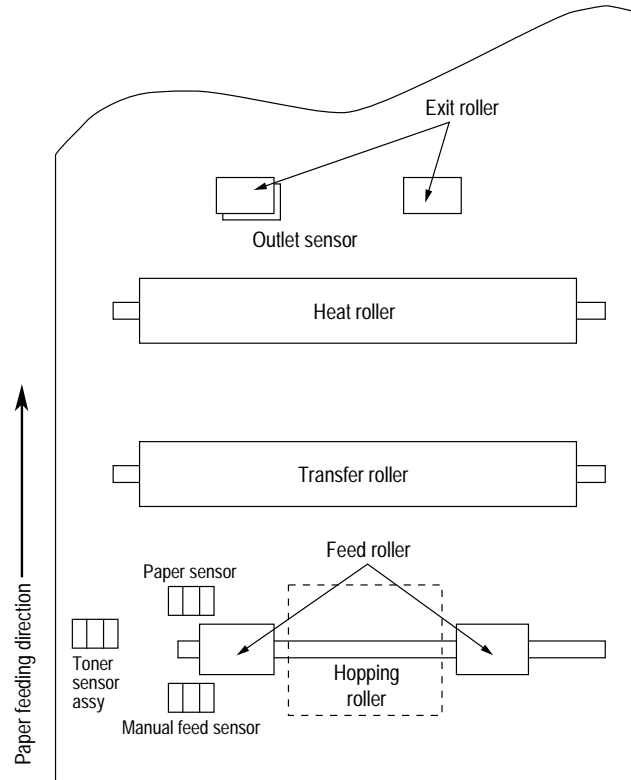 Exit roller
Outlet sensor
Heat roller
Transfer roller
Feed roller
Paper sensor
Toner
sensor
assy
Hopping
roller
Manual feed sensor
Paper feeding direction